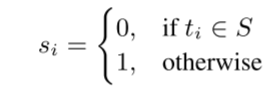 s_i = { 0, if t_i ∈ S
1, otherwise